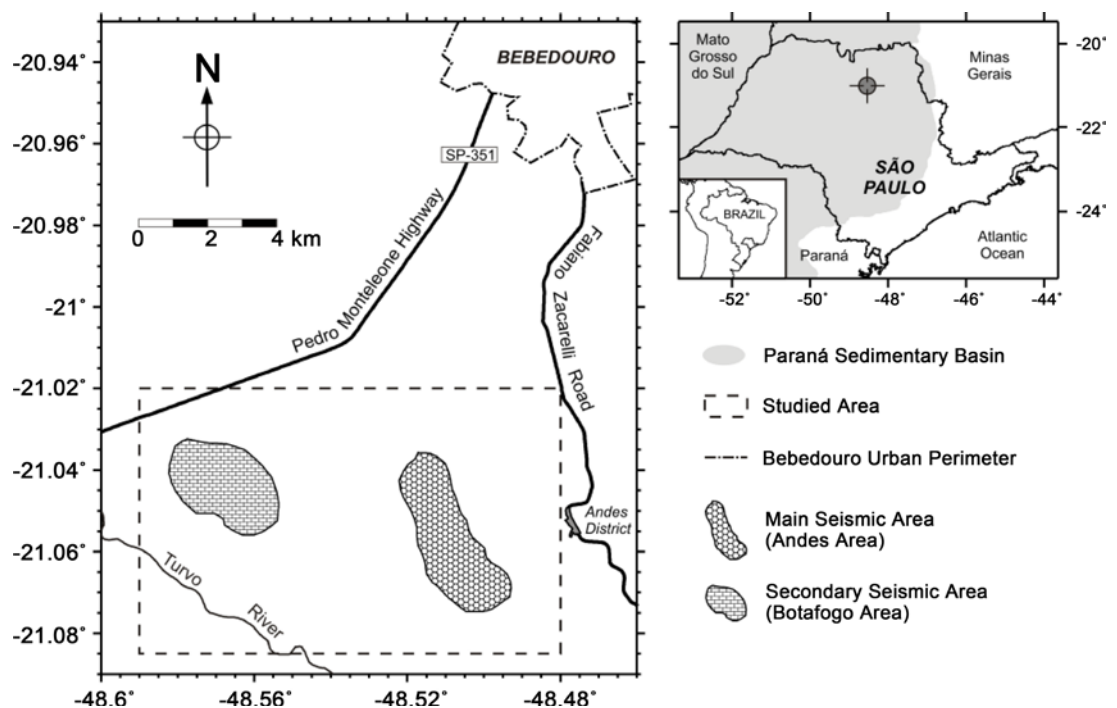 -20.94°
-20.96°
-20.98°
-21°
-21.02°
-21.04°
-21.06°
-21.08°
-48.6°
-48.56°
-48.52°
-48.48°
N
0 2 4 km
BEBEDOURO
SP-351
Pedro Monteleone Highway
Fabiano Zacarelli Road
Andes
District
Turvo River
Mato
Grosso
do Sul
Minas
Gerais
SÃO
PAULO
BRAZIL
Paraná
Atlantic
Ocean
-20°
-22°
-24°
-52°
-50°
-48°
-46°
-44°
Paraná Sedimentary Basin
Studied Area
Bebedouro Urban Perimeter
Main Seismic Area
(Andes Area)
Secondary Seismic Area
(Botafogo Area)